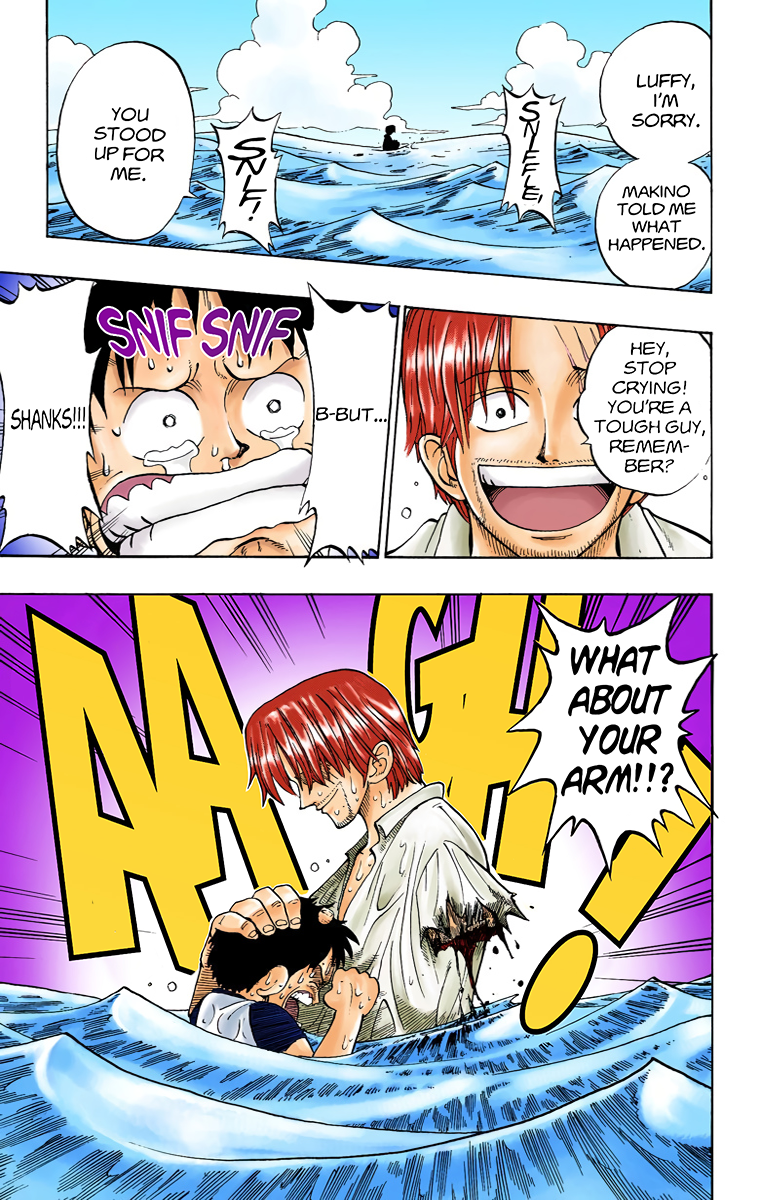 LUFFY,
I'M
SORRY.
MAKINO
TOLD ME
WHAT
HAPPENED.
SNIFFLE,
SNIF!
YOU
STOOD
UP FOR
ME.
HEY,
STOP
CRYING!
YOU'RE A
TOUGH GUY,
REMEM-
BER?
B-BUT...
SNIF SNIF
SHANKS!!!
WHAT
ABOUT
YOUR
ARM!!?
AAGH!